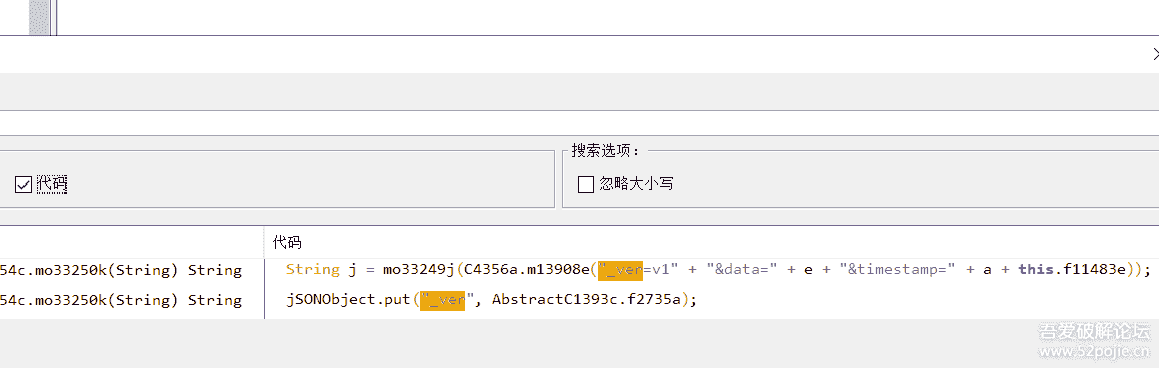 搜索选项：
代码
忽略大小写
代码
54c.mo33250k(String) String
String j = mo33249j(C4356a.m13908e("_ver=v1" + "&data=" + e + "&timestamp=" + a + this.f11483e));
54c.mo33250k(String) String
jSONObject.put("_ver", AbstractC1393c.f2735a);
吾爱破解论坛
www.52pojie.cn